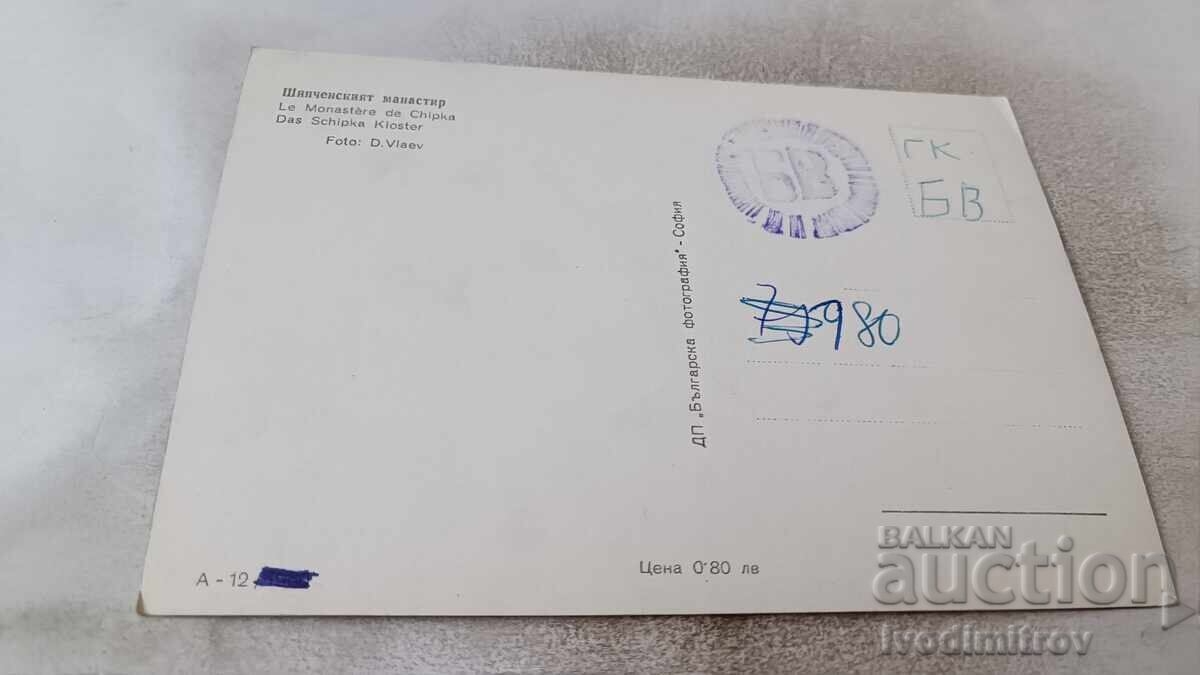 Шипченският манастир
Le Monastère de Chipka
Das Schipka Kloster
Foto: D. Vlaev
БВ
ГК
БВ
980
ДП „Българска фотография" - София
А - 12
Цена 0·80 лв
BALKAN
auction
ivodimitrov